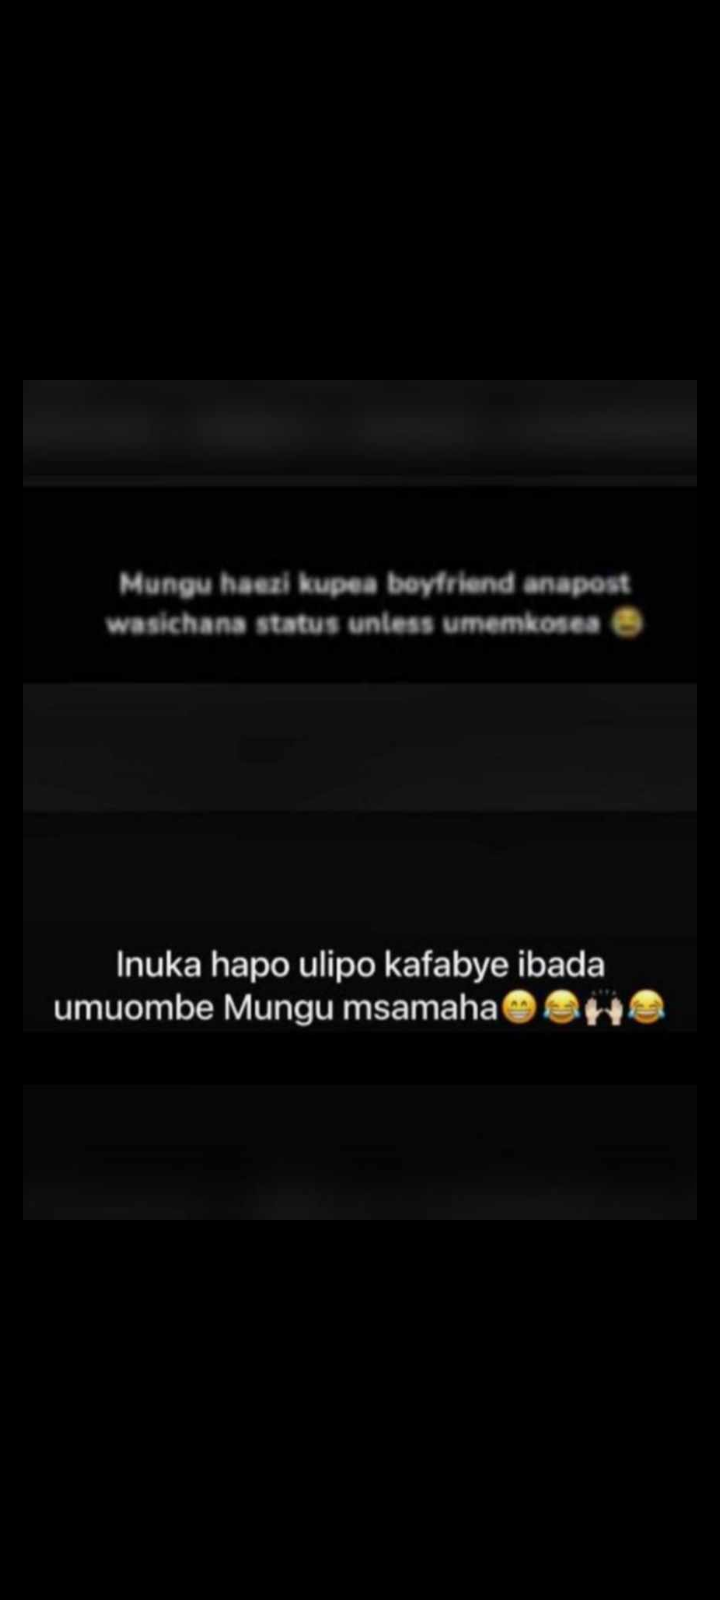 Mungu haezi kupea boyfriend anapost
wasichana status unless umemkosea 😂
Inuka hapo ulipo kafabye ibada
umuombe Mungu msamaha😁😂🙌🏻😂